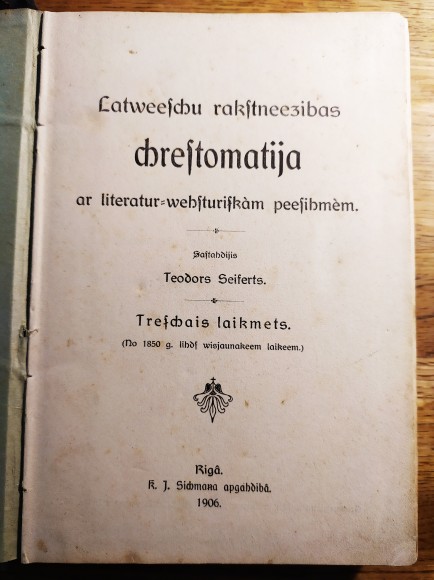 Latweeſchu rakſtneezibas
chreſtomatija
ar literatur-wehſturiſkàm peeſihmèm.
Saſtahdijis
Teodors Seiferts.
Treſchais laikmets.
(No 1850 g. lihdſ wisjaunakeem laikeem.)
Rigâ.
K. J. Sichmana apgahdibâ.
1906.